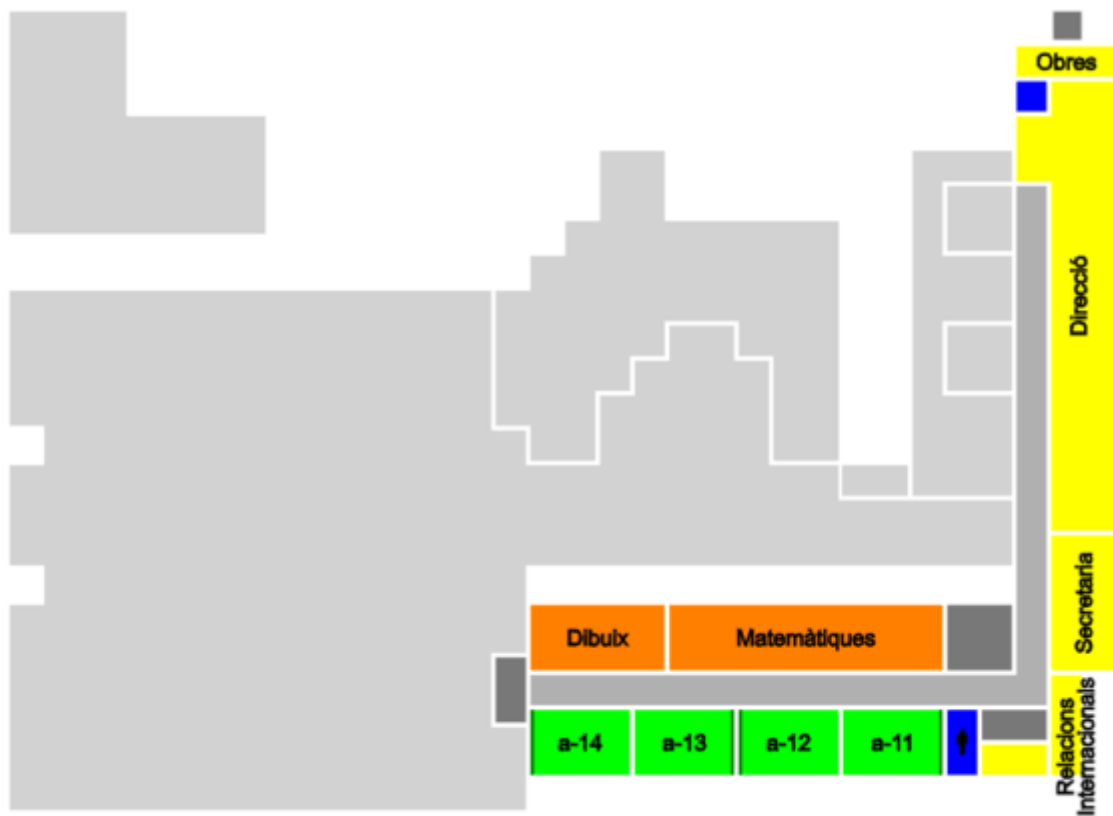 Obres
Direcció
Secretaria
Dibuix
Matemàtiques
Relacions
Internacionals
a-14
a-13
a-12
a-11